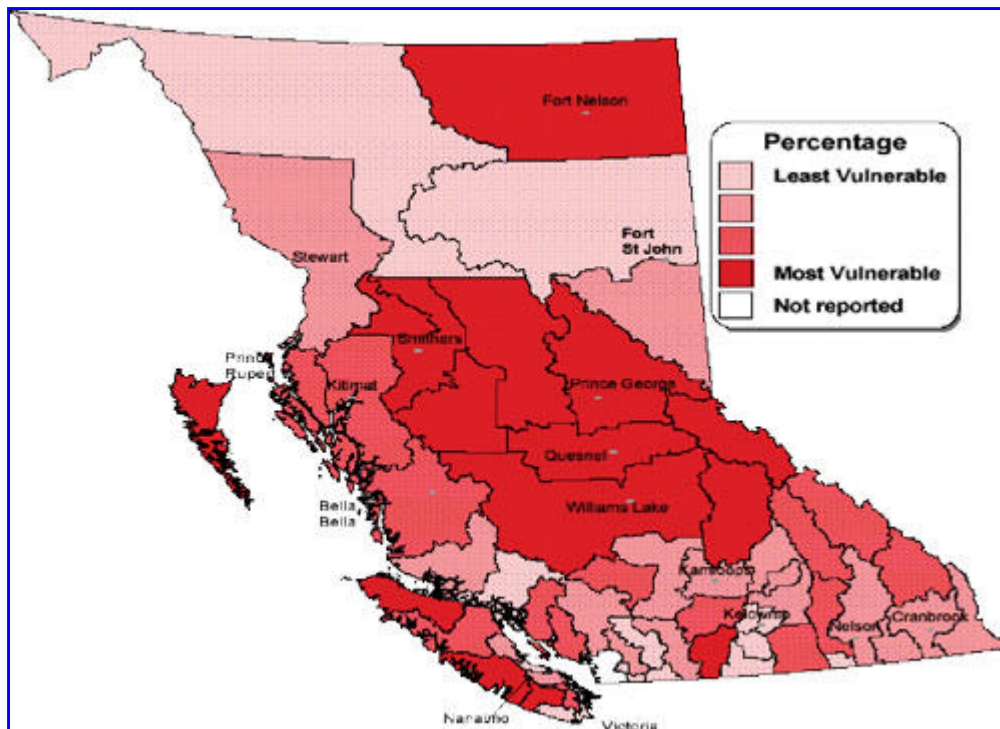 Fort Nelson
Percentage
Least Vulnerable
Most Vulnerable
Not reported
Fort
St John
Stewart
Smithers
Prince
Rupert
Kitimat
Prince George
Quesnel
Williams Lake
Bella
Bella
Kamloops
Kelowna
Nelson
Cranbrook
Nanaimo
Victoria